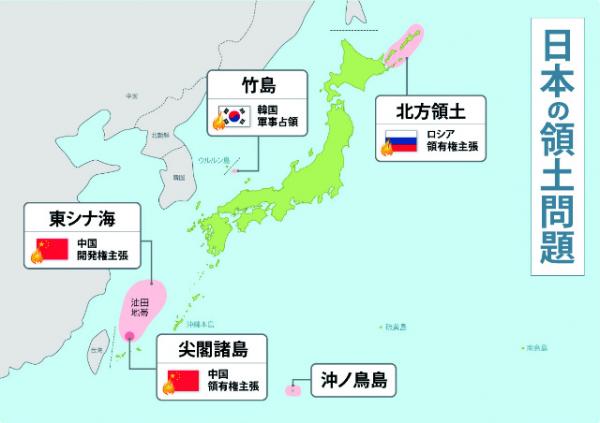 日本の領土問題
北方領土
ロシア
領有権主張
竹島
韓国
軍事占領
中国
北朝鮮
韓国
ウルルン島
東シナ海
中国
開発権主張
油田
地帯
沖縄本島
硫黄島
南鳥島
台湾
尖閣諸島
中国
領有権主張
沖ノ鳥島